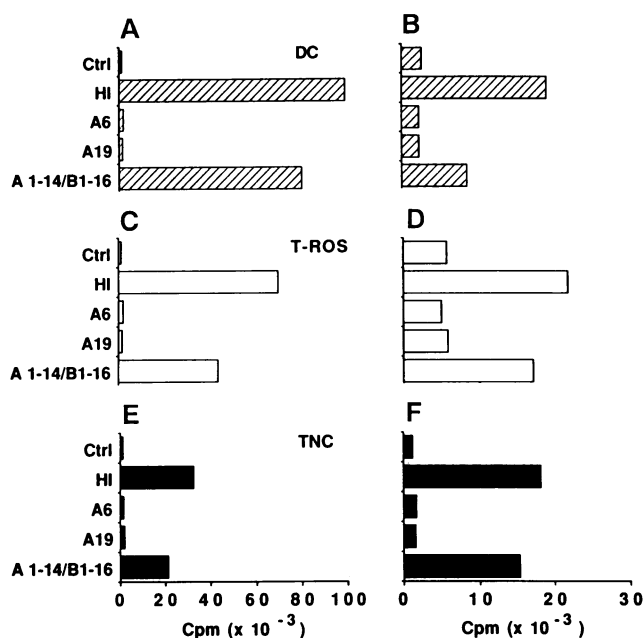 A
B
DC
Ctrl
HI
A6
A19
A 1-14/B1-16
C
D
T-ROS
Ctrl
HI
A6
A19
A 1-14/B1-16
E
F
TNC
Ctrl
HI
A6
A19
A 1-14/B1-16
0 20 40 60 80 100
0 10 20 30
Cpm (x 10 -3)
Cpm (x 10 -3)